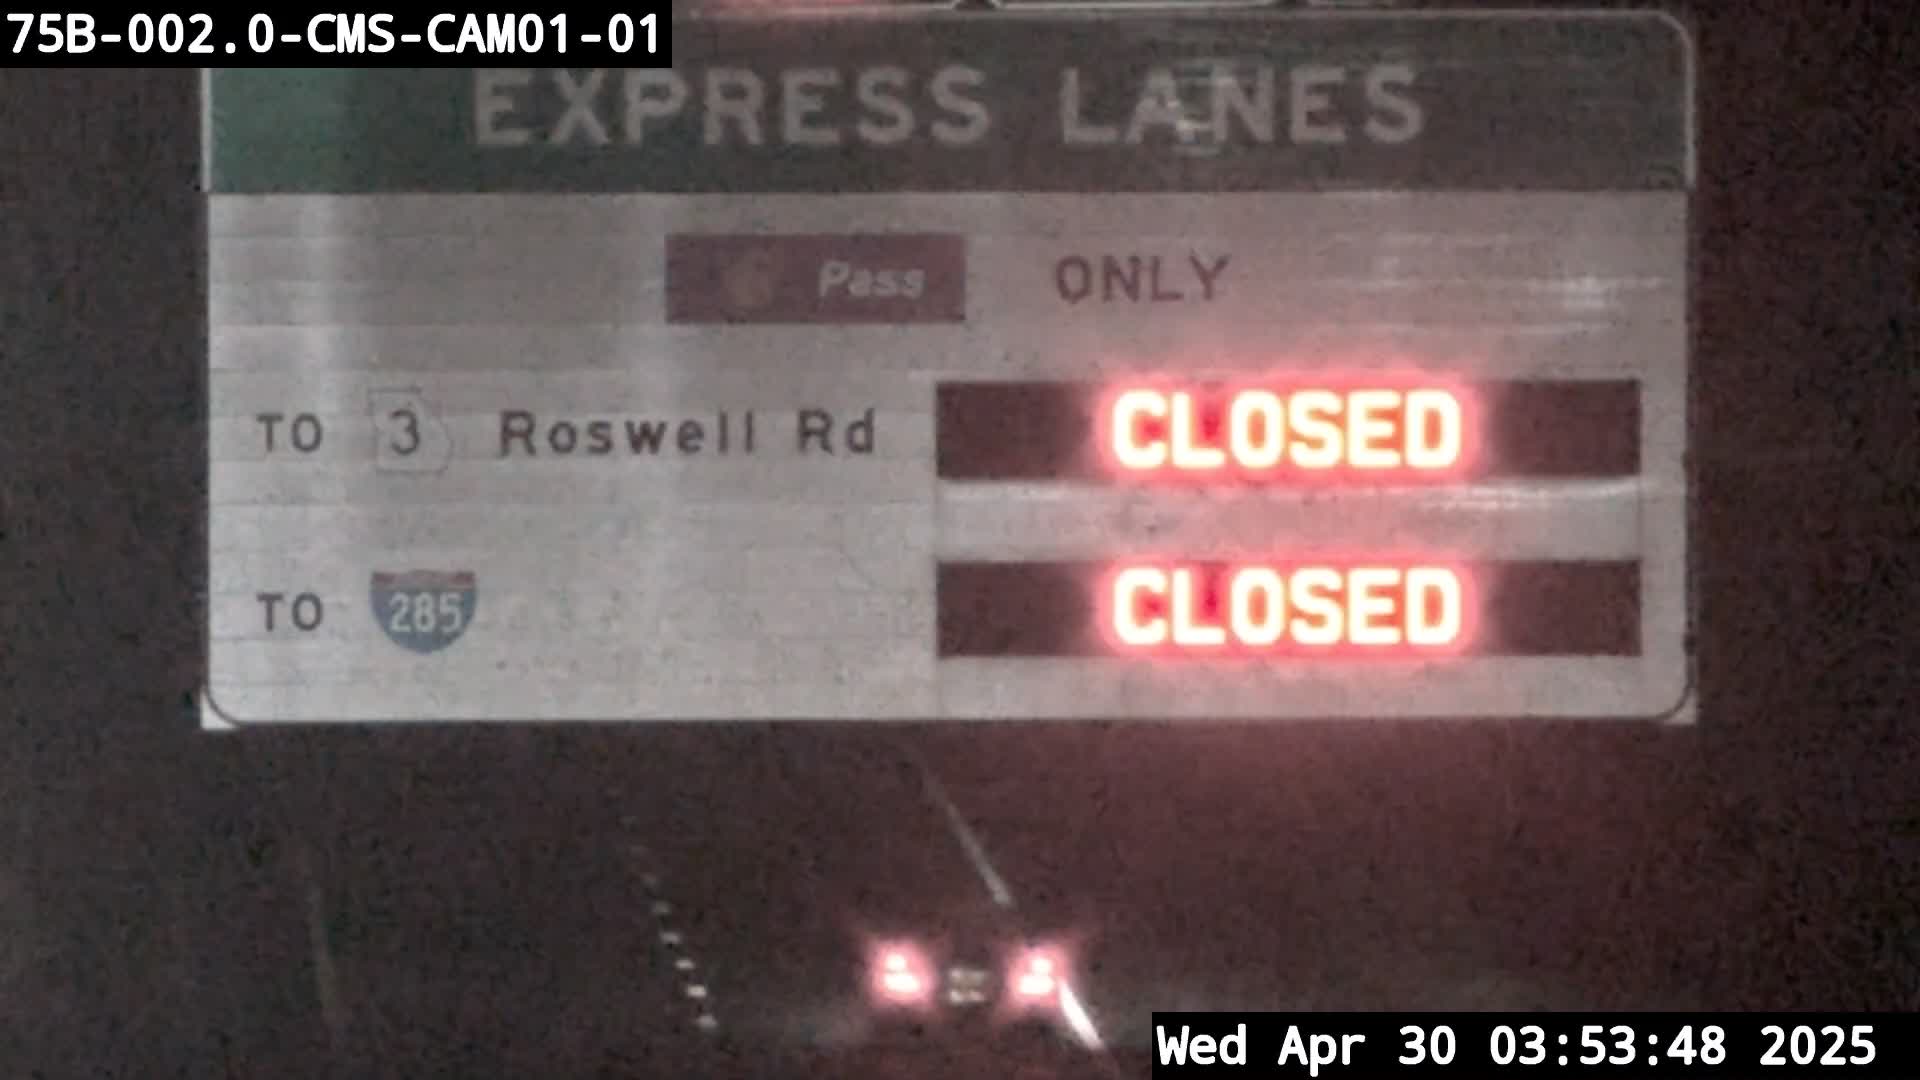 75B-002.0-CMS-CAM01-01
EXPRESS LANES
Pass ONLY
TO 3 Roswell Rd CLOSED
TO 285 CLOSED
Wed Apr 30 03:53:48 2025